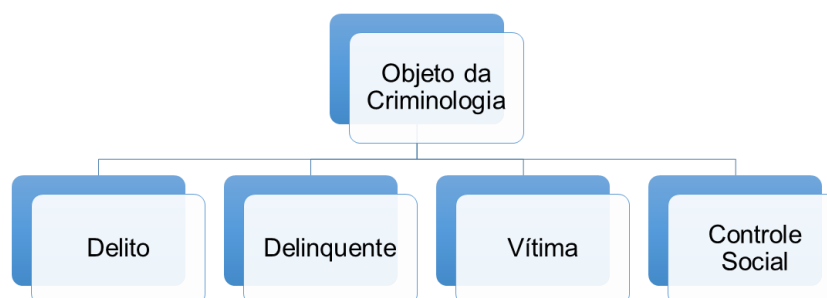 Objeto da
Criminologia
Delito
Delinquente
Vítima
Controle
Social